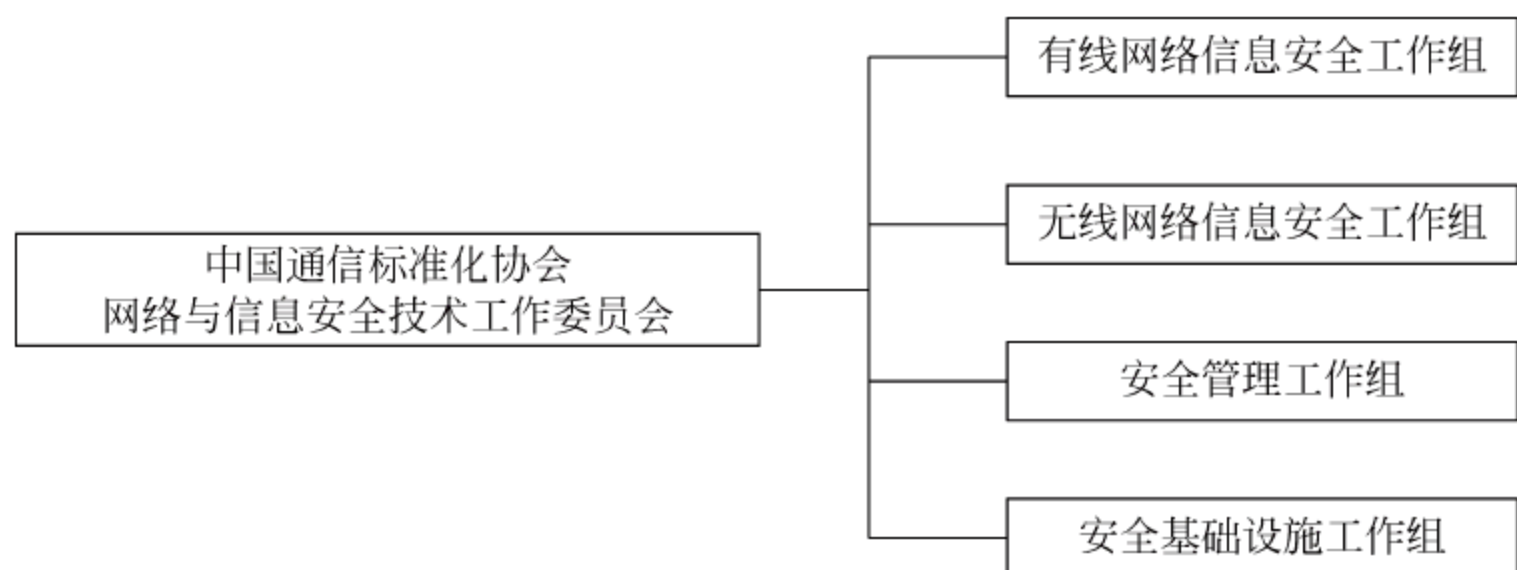 有线网络信息安全工作组
无线网络信息安全工作组
中国通信标准化协会
网络与信息安全技术工作委员会
安全管理工作组
安全基础设施工作组